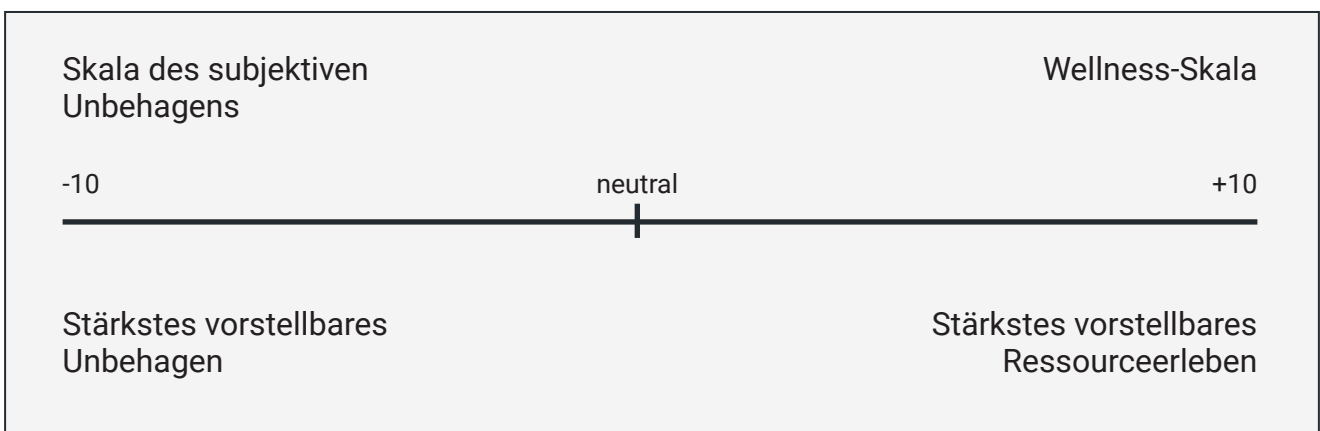 Skala des subjektiven
Unbehagens
Wellness-Skala
-10
neutral
+10
Stärkstes vorstellbares
Unbehagen
Stärkstes vorstellbares
Ressourceerleben